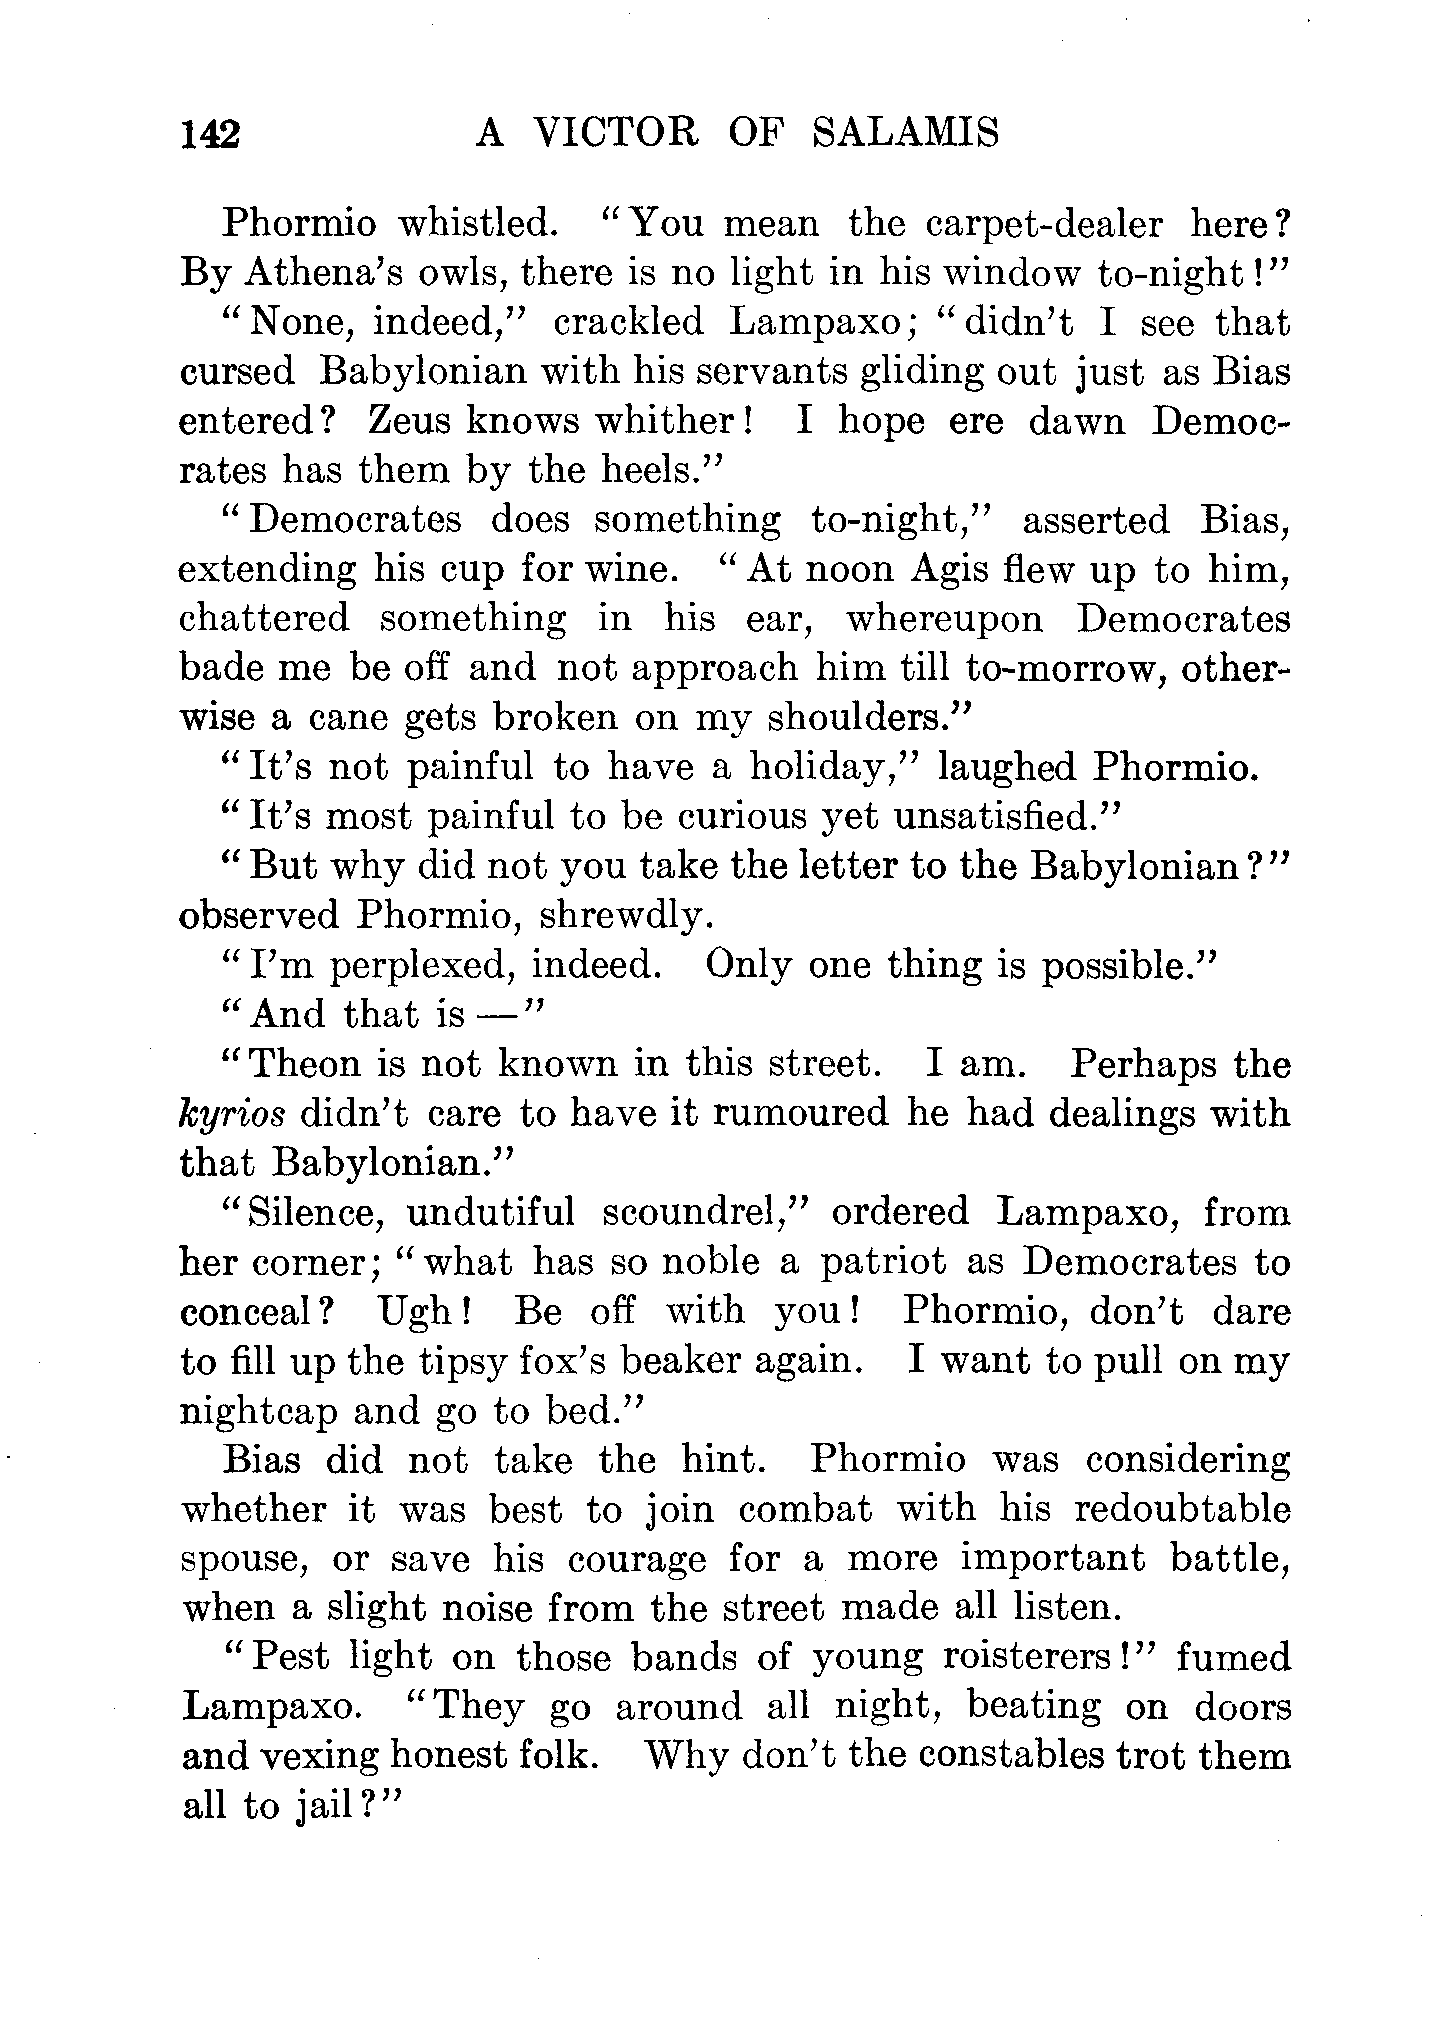 142 A VICTOR OF SALAMIS
Phormio whistled. “You mean the carpet-dealer here?
By Athena’s owls, there is no light in his window to-night!”
“None, indeed,” crackled Lampaxo; “didn’t I see that
cursed Babylonian with his servants gliding out just as Bias
entered? Zeus knows whither! I hope ere dawn Democ-
rates has them by the heels.”
“Democrates does something to-night,” asserted Bias,
extending his cup for wine. “At noon Agis flew up to him,
chattered something in his ear, whereupon Democrates
bade me be off and not approach him till to-morrow, other-
wise a cane gets broken on my shoulders.”
“It’s not painful to have a holiday,” laughed Phormio.
“It’s most painful to be curious yet unsatisfied.”
“But why did not you take the letter to the Babylonian?”
observed Phormio, shrewdly.
“I’m perplexed, indeed. Only one thing is possible.”
“And that is —”
“Theon is not known in this street. I am. Perhaps the
kyrios didn’t care to have it rumoured he had dealings with
that Babylonian.”
“Silence, undutiful scoundrel,” ordered Lampaxo, from
her corner; “what has so noble a patriot as Democrates to
conceal? Ugh! Be off with you! Phormio, don’t dare
to fill up the tipsy fox’s beaker again. I want to pull on my
nightcap and go to bed.”
Bias did not take the hint. Phormio was considering
whether it was best to join combat with his redoubtable
spouse, or save his courage for a more important battle,
when a slight noise from the street made all listen.
“Pest light on those bands of young roisterers!” fumed
Lampaxo. “They go around all night, beating on doors
and vexing honest folk. Why don’t the constables trot them
all to jail?”